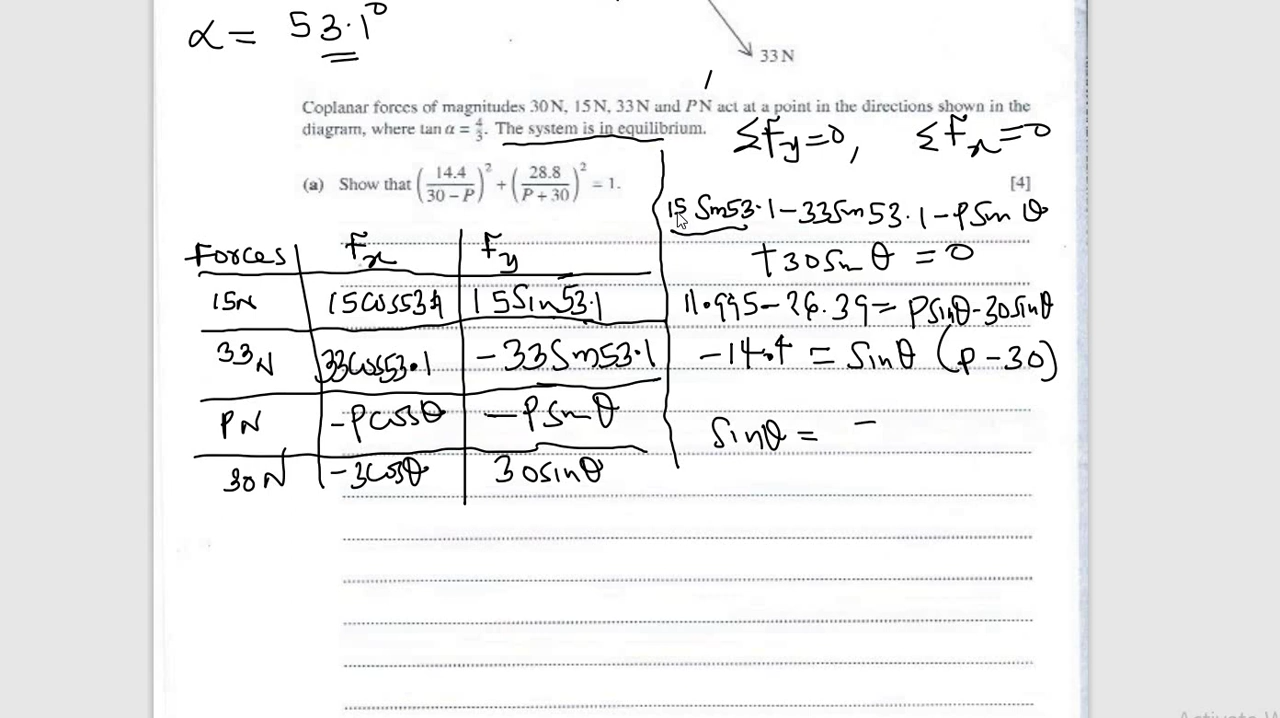 α = 53.1°
33 N
Coplanar forces of magnitudes 30 N, 15 N, 33 N and P N act at a point in the directions shown in the
diagram, where tan α = 4/3. The system is in equilibrium.
ΣFy=0, ΣFx=0
(a) Show that (14.4/(30 − P))² + (28.8/(P + 30))² = 1. [4]
15 Sin53.1 − 33Sin53.1 − PSin θ
+30Sin θ = 0
Forces | Fx | Fy
15N | 15Cos53.1 | 15Sin53.1
11.995 − 26.39 = PSinθ − 30sinθ
33N | 33Cos53.1 | −33Sin53.1
−14.4 = Sinθ (P − 30)
PN | −Pcosθ | −PSinθ
Sinθ = −
30N | −3cosθ | 30sinθ